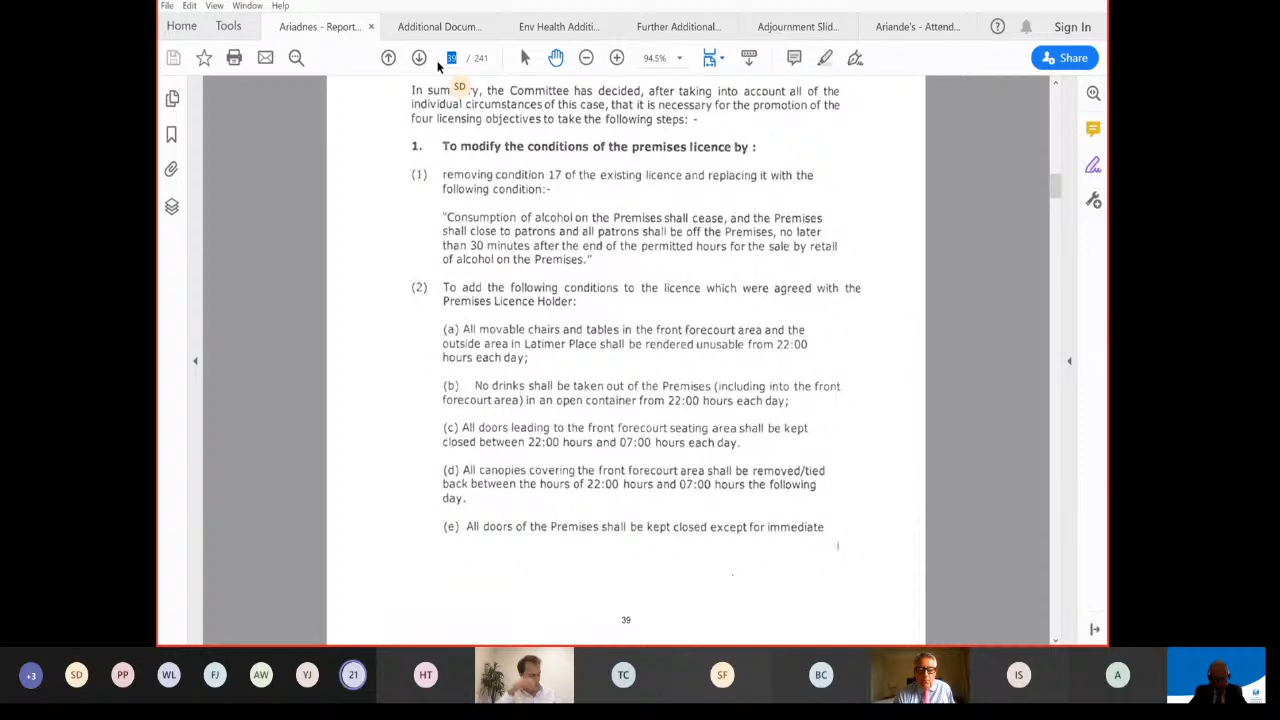 File Edit View Window Help
Home Tools Ariadnes - Report... × Additional Docum... Env Health Additi... Further Additional... Adjournment Slid... Ariande's - Attend... Sign In
39 / 241 94.5% Share
SD
In summary, the Committee has decided, after taking into account all of the
individual circumstances of this case, that it is necessary for the promotion of the
four licensing objectives to take the following steps: -
1. To modify the conditions of the premises licence by :
(1) removing condition 17 of the existing licence and replacing it with the
following condition:-
"Consumption of alcohol on the Premises shall cease, and the Premises
shall close to patrons and all patrons shall be off the Premises, no later
than 30 minutes after the end of the permitted hours for the sale by retail
of alcohol on the Premises."
(2) To add the following conditions to the licence which were agreed with the
Premises Licence Holder:
(a) All movable chairs and tables in the front forecourt area and the
outside area in Latimer Place shall be rendered unusable from 22:00
hours each day;
(b) No drinks shall be taken out of the Premises (including into the front
forecourt area) in an open container from 22:00 hours each day;
(c) All doors leading to the front forecourt seating area shall be kept
closed between 22:00 hours and 07:00 hours each day.
(d) All canopies covering the front forecourt area shall be removed/tied
back between the hours of 22:00 hours and 07:00 hours the following
day.
(e) All doors of the Premises shall be kept closed except for immediate
39
+3 SD PP WL FJ AW YJ 21 HT TC SF BC IS A